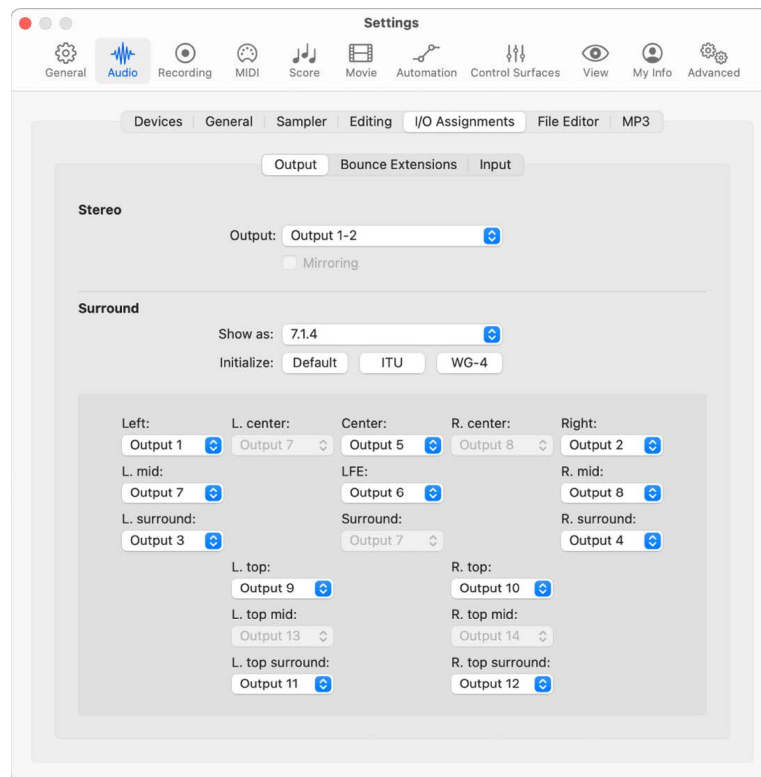 Settings
General Audio Recording MIDI Score Movie Automation Control Surfaces View My Info Advanced
Devices General Sampler Editing I/O Assignments File Editor MP3
Output Bounce Extensions Input
Stereo
Output: Output 1-2
Mirroring
Surround
Show as: 7.1.4
Initialize: Default ITU WG-4
Left: L. center: Center: R. center: Right:
Output 1 Output 7 Output 5 Output 8 Output 2
L. mid: LFE: R. mid:
Output 7 Output 6 Output 8
L. surround: Surround: R. surround:
Output 3 Output 7 Output 4
L. top: R. top:
Output 9 Output 10
L. top mid: R. top mid:
Output 13 Output 14
L. top surround: R. top surround:
Output 11 Output 12